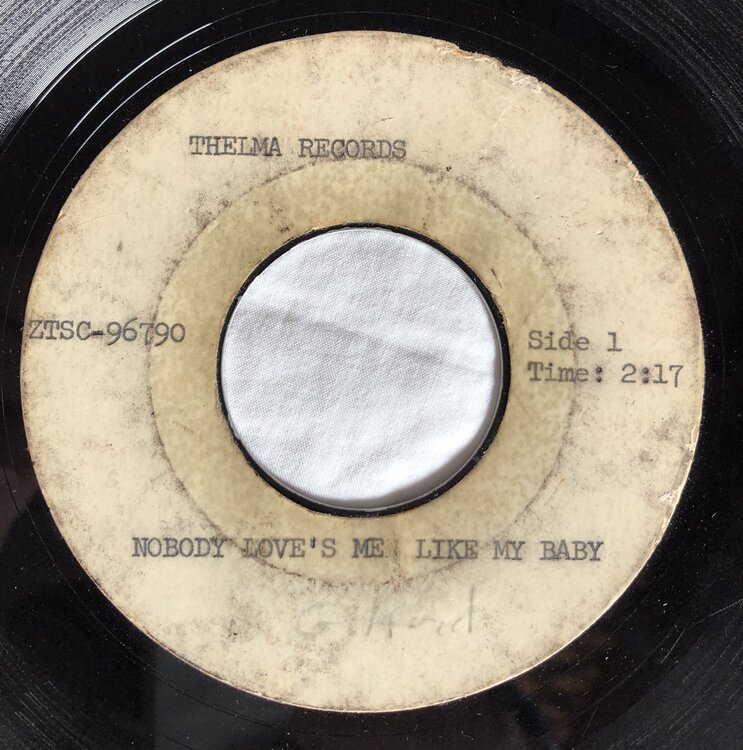 THELMA RECORDS
ZTSC-96790
Side 1
Time: 2:17
NOBODY LOVE'S ME LIKE MY BABY